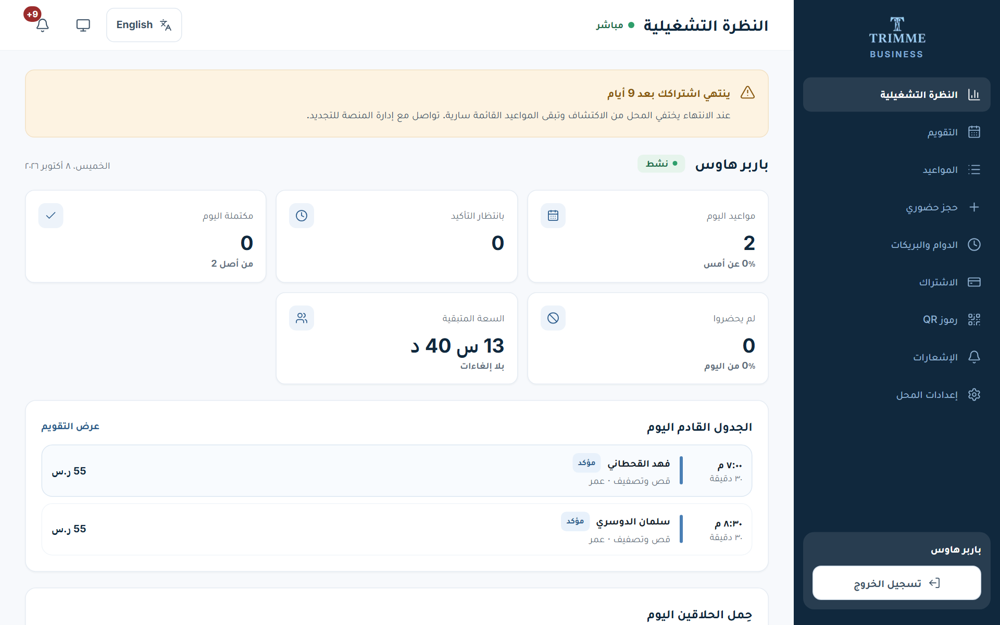 TRIMME
BUSINESS
النظرة التشغيلية
التقويم
المواعيد
حجز حضوري
الدوام والبريكات
الاشتراك
رموز QR
الإشعارات
إعدادات المحل
باربر هاوس
تسجيل الخروج
النظرة التشغيلية
مباشر
English
+9
ينتهي اشتراكك بعد 9 أيام
عند الانتهاء يختفي المحل من الاكتشاف وتبقى المواعيد القائمة سارية. تواصل مع إدارة المنصة للتجديد.
باربر هاوس
نشط
الخميس، ٨ أكتوبر ٢٠٢٦
مواعيد اليوم
2
0% عن أمس
بانتظار التأكيد
0
مكتملة اليوم
0
من أصل 2
لم يحضروا
0
0% من اليوم
السعة المتبقية
13 س 40 د
بلا إلغاءات
الجدول القادم اليوم
عرض التقويم
٧:٠٠ م
٣٠ دقيقة
فهد القحطاني
مؤكد
قص وتصفيف · عمر
55 ر.س
٨:٣٠ م
٣٠ دقيقة
سلمان الدوسري
مؤكد
قص وتصفيف · عمر
55 ر.س
حِمل الحلاقين اليوم